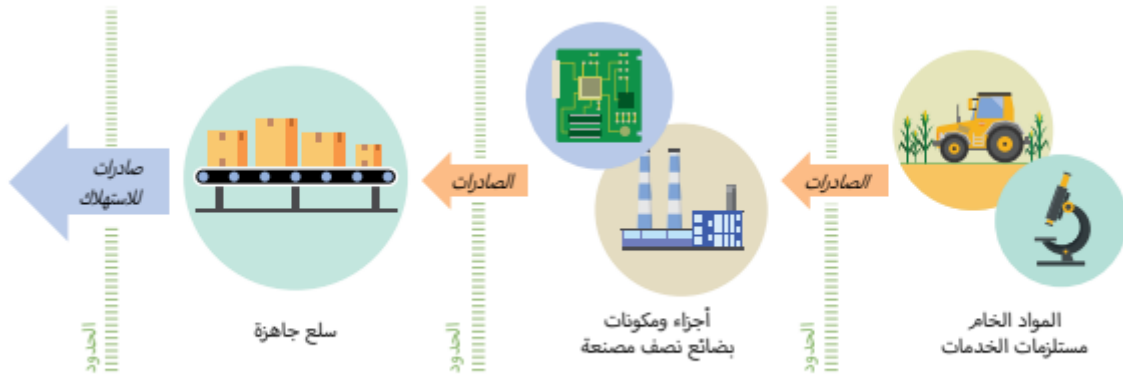 المواد الخام
مستلزمات الخدمات
الصادرات
الحدود
أجزاء ومكونات
بضائع نصف مصنعة
الصادرات
الحدود
سلع جاهزة
صادرات
للاستهلاك
الحدود